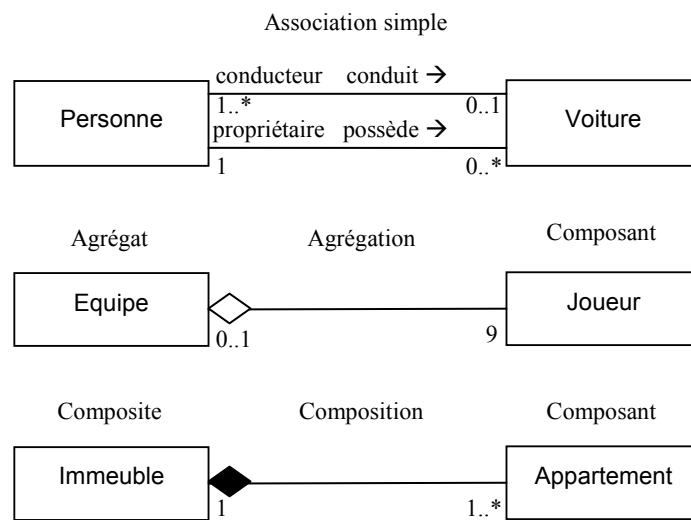 Association simple
conducteur conduit →
1..* 0..1
Personne Voiture
propriétaire possède →
1 0..*
Agrégat Agrégation Composant
Equipe Joueur
0..1 9
Composite Composition Composant
Immeuble Appartement
1 1..*